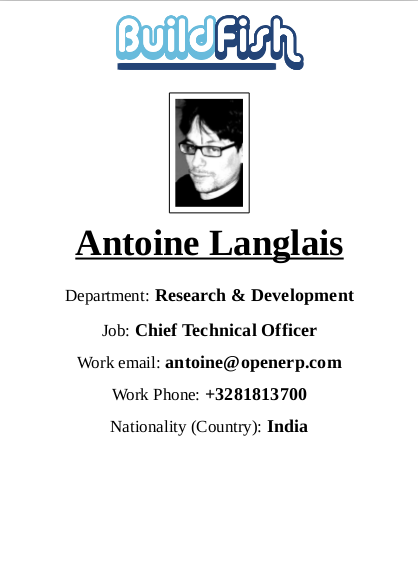 BuildFish
Antoine Langlais
Department: Research & Development
Job: Chief Technical Officer
Work email: antoine@openerp.com
Work Phone: +3281813700
Nationality (Country): India